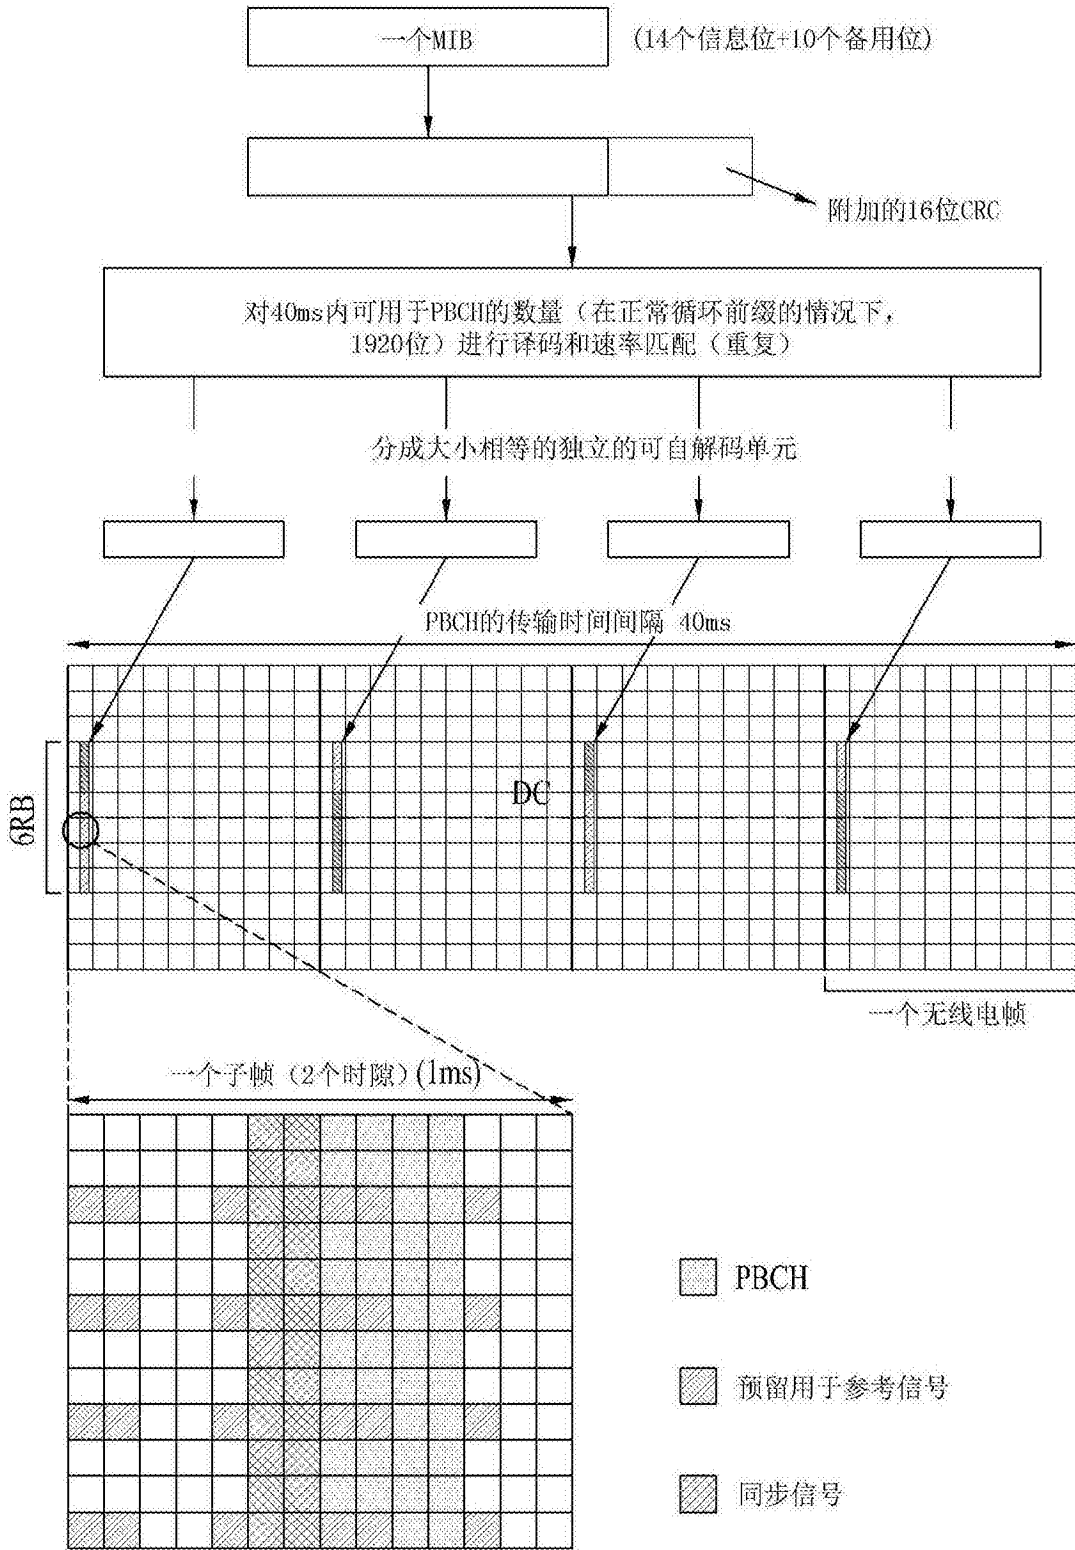 一个MIB
(14个信息位+10个备用位)
附加的16位CRC
对40ms内可用于PBCH的数量（在正常循环前缀的情况下，
1920位）进行译码和速率匹配（重复）
分成大小相等的独立的可自解码单元
PBCH的传输时间间隔 40ms
6RB
DC
一个无线电帧
一个子帧（2个时隙）(1ms)
PBCH
预留用于参考信号
同步信号